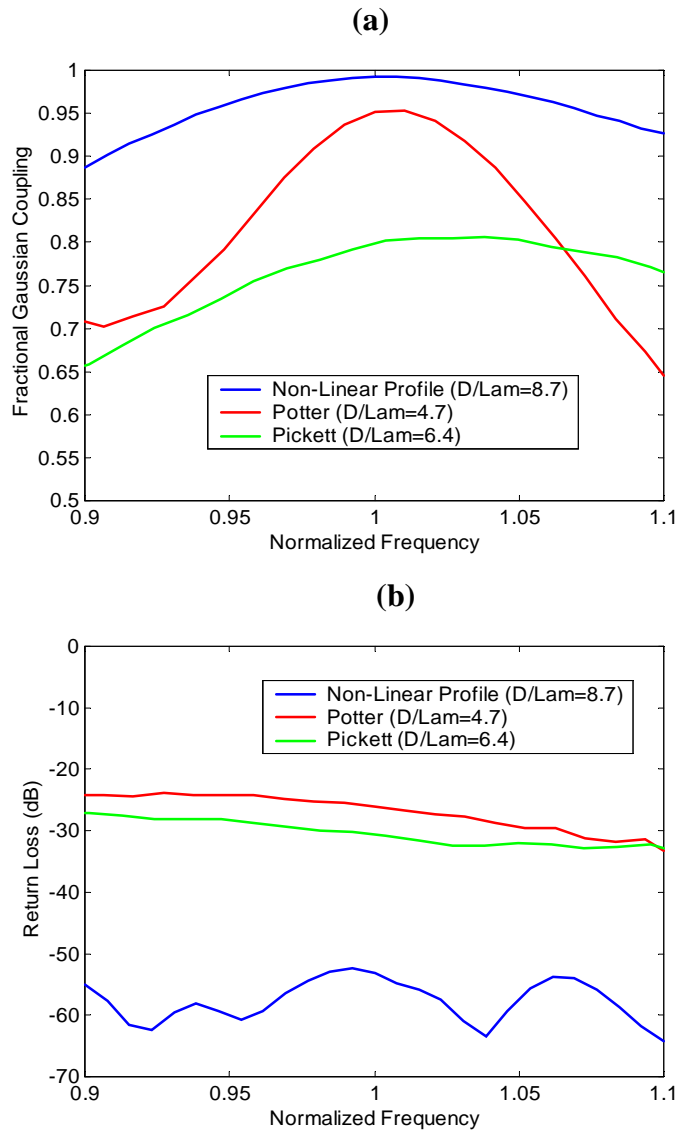 (a)
1
0.95
0.9
0.85
0.8
0.75
0.7
0.65
0.6
0.55
0.5
Fractional Gaussian Coupling
Non-Linear Profile (D/Lam=8.7)
Potter (D/Lam=4.7)
Pickett (D/Lam=6.4)
0.9 0.95 1 1.05 1.1
Normalized Frequency
(b)
0
-10
-20
-30
-40
-50
-60
-70
Return Loss (dB)
Non-Linear Profile (D/Lam=8.7)
Potter (D/Lam=4.7)
Pickett (D/Lam=6.4)
0.9 0.95 1 1.05 1.1
Normalized Frequency